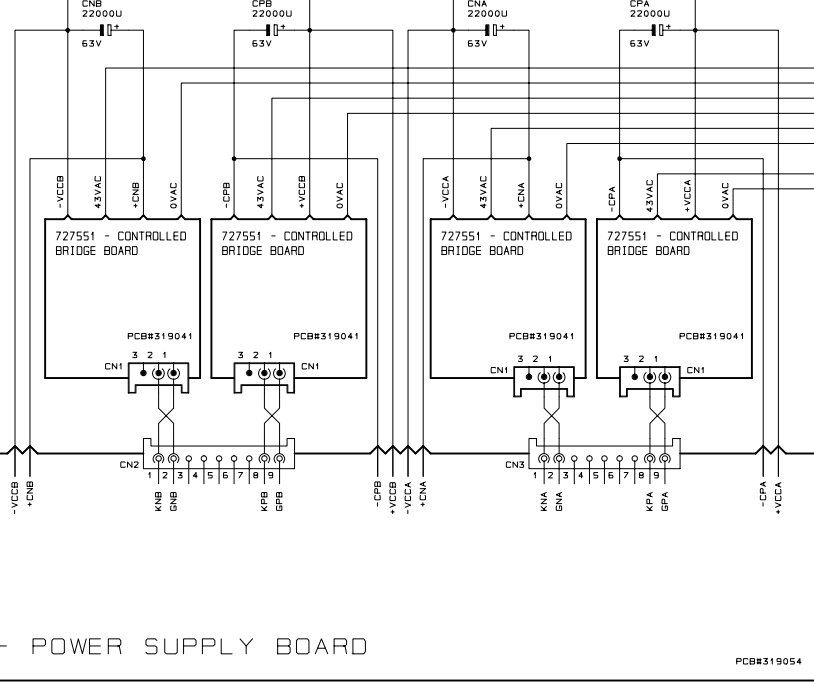 CNB
22000U
+
63V
CPB
22000U
+
63V
CNA
22000U
+
63V
CPA
22000U
+
63V
-VCCB
43VAC
+CNB
0VAC
-CPB
43VAC
+VCCB
0VAC
-VCCA
43VAC
+CNA
0VAC
-CPA
43VAC
+VCCA
0VAC
727551 - CONTROLLED
BRIDGE BOARD
727551 - CONTROLLED
BRIDGE BOARD
727551 - CONTROLLED
BRIDGE BOARD
727551 - CONTROLLED
BRIDGE BOARD
PCB#319041
PCB#319041
PCB#319041
PCB#319041
3 2 1
CN1
3 2 1
CN1
3 2 1
CN1
3 2 1
CN1
CN2
1 2 3 4 5 6 7 8 9
CN3
1 2 3 4 5 6 7 8 9
-VCCB
+CNB
KNB
GNB
KPB
GPB
-CPB
+VCCB
-VCCA
+CNA
KNA
GNA
KPA
GPA
-CPA
+VCCA
- POWER SUPPLY BOARD
PCB#319054